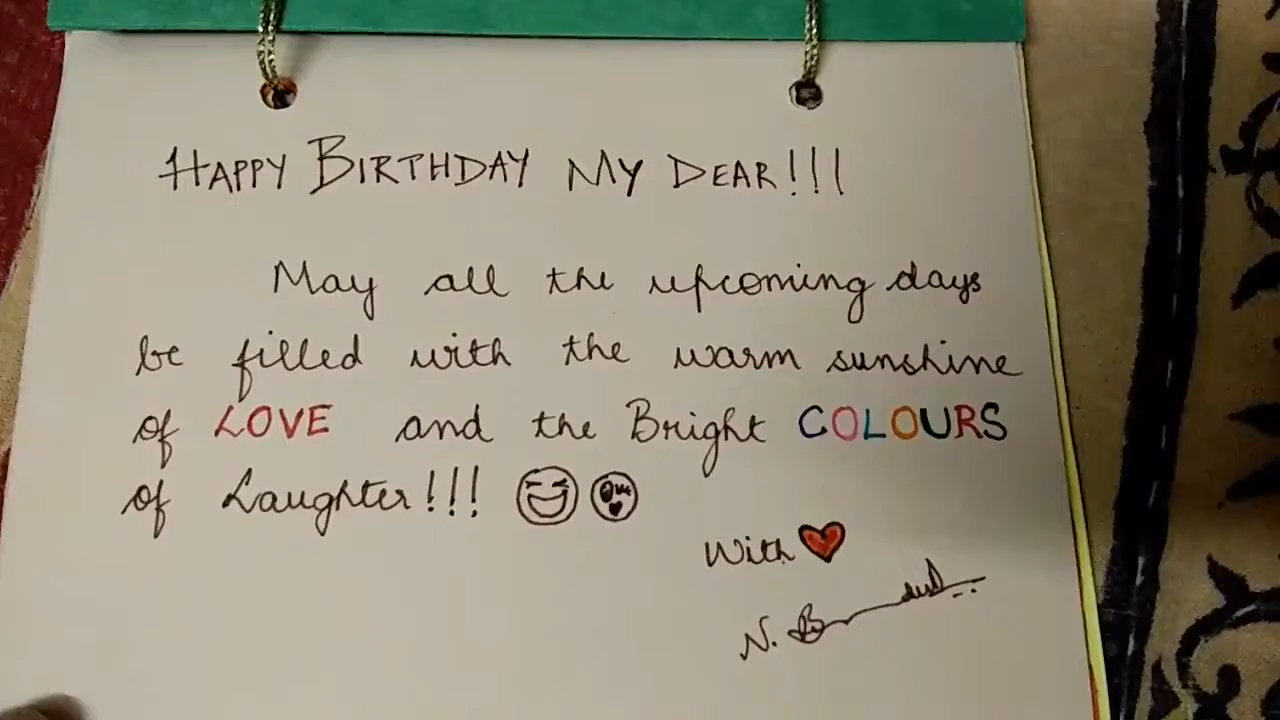 HAPPY BIRTHDAY MY DEAR!!!
May all the upcoming days
be filled with the warm sunshine
of LOVE and the Bright COLOURS
of Laughter!!!
With
N.